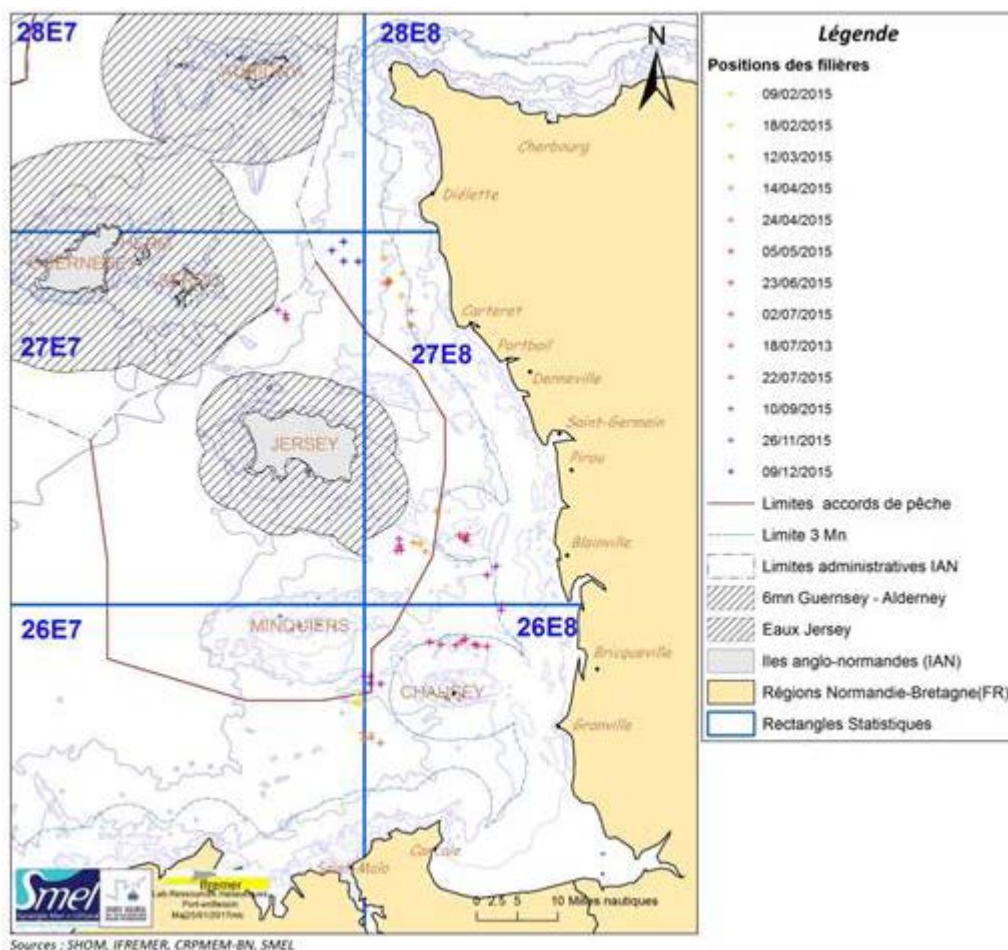 28E7
28E8
N
Cherbourg
Diélette
GUERNESEY
27E7
27E8
Carteret
Portbail
Denneville
Saint-Germain
JERSEY
Pirou
Blainville
26E7
MINQUIERS
26E8
Bricqueville
CHAUSEY
Granville
Cancale
Saint-Malo
0 2.5 5 10 Milles nautiques
Smel
Ifremer
Légende
Positions des filières
09/02/2015
18/02/2015
12/03/2015
14/04/2015
24/04/2015
05/05/2015
23/06/2015
02/07/2015
18/07/2013
22/07/2015
10/09/2015
26/11/2015
09/12/2015
Limites accords de pêche
Limite 3 Mn
Limites administratives IAN
6mn Guernsey - Alderney
Eaux Jersey
Iles anglo-normandes (IAN)
Régions Normandie-Bretagne(FR)
Rectangles Statistiques
Sources : SHOM, IFREMER, CRPMEM-BN, SMEL